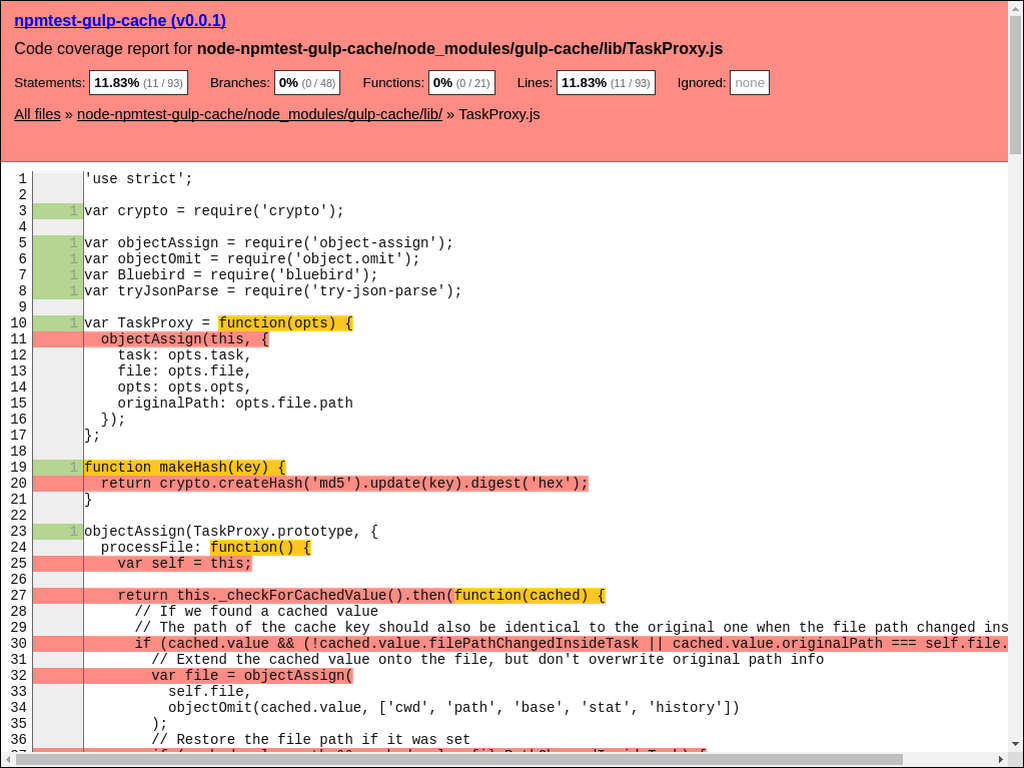 npmtest-gulp-cache (v0.0.1)
Code coverage report for node-npmtest-gulp-cache/node_modules/gulp-cache/lib/TaskProxy.js
Statements: 11.83% (11 / 93) Branches: 0% (0 / 48) Functions: 0% (0 / 21) Lines: 11.83% (11 / 93) Ignored: none
All files » node-npmtest-gulp-cache/node_modules/gulp-cache/lib/ » TaskProxy.js
1 'use strict';
2
3 1 var crypto = require('crypto');
4
5 1 var objectAssign = require('object-assign');
6 1 var objectOmit = require('object.omit');
7 1 var Bluebird = require('bluebird');
8 1 var tryJsonParse = require('try-json-parse');
9
10 1 var TaskProxy = function(opts) {
11 objectAssign(this, {
12 task: opts.task,
13 file: opts.file,
14 opts: opts.opts,
15 originalPath: opts.file.path
16 });
17 };
18
19 1 function makeHash(key) {
20 return crypto.createHash('md5').update(key).digest('hex');
21 }
22
23 1 objectAssign(TaskProxy.prototype, {
24 processFile: function() {
25 var self = this;
26
27 return this._checkForCachedValue().then(function(cached) {
28 // If we found a cached value
29 // The path of the cache key should also be identical to the original one when the file path changed ins
30 if (cached.value && (!cached.value.filePathChangedInsideTask || cached.value.originalPath === self.file.
31 // Extend the cached value onto the file, but don't overwrite original path info
32 var file = objectAssign(
33 self.file,
34 objectOmit(cached.value, ['cwd', 'path', 'base', 'stat', 'history'])
35 );
36 // Restore the file path if it was set